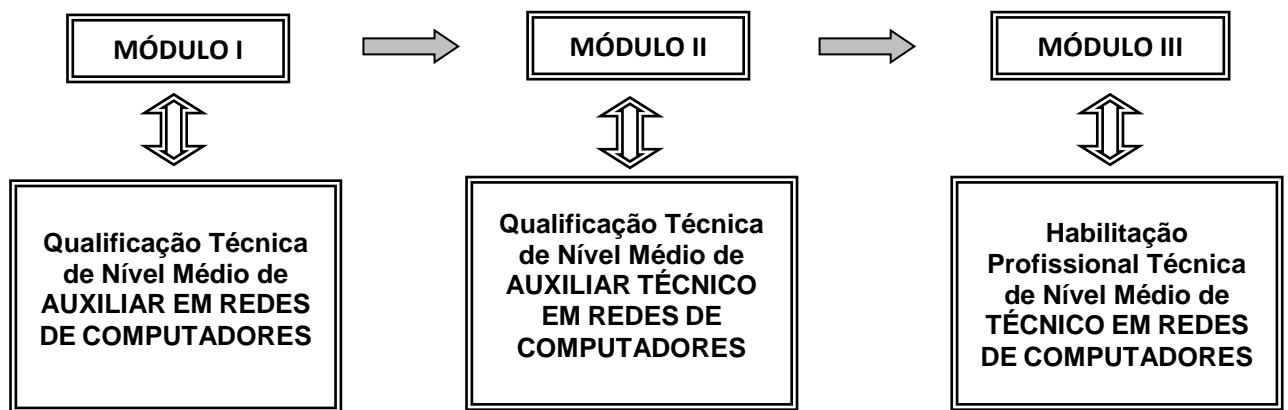 MÓDULO I
MÓDULO II
MÓDULO III
Qualificação Técnica
de Nível Médio de
AUXILIAR EM REDES
DE COMPUTADORES
Qualificação Técnica
de Nível Médio de
AUXILIAR TÉCNICO
EM REDES DE
COMPUTADORES
Habilitação
Profissional Técnica
de Nível Médio de
TÉCNICO EM REDES
DE COMPUTADORES